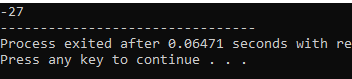 -27
--------------------------------
Process exited after 0.06471 seconds with re
Press any key to continue . . .